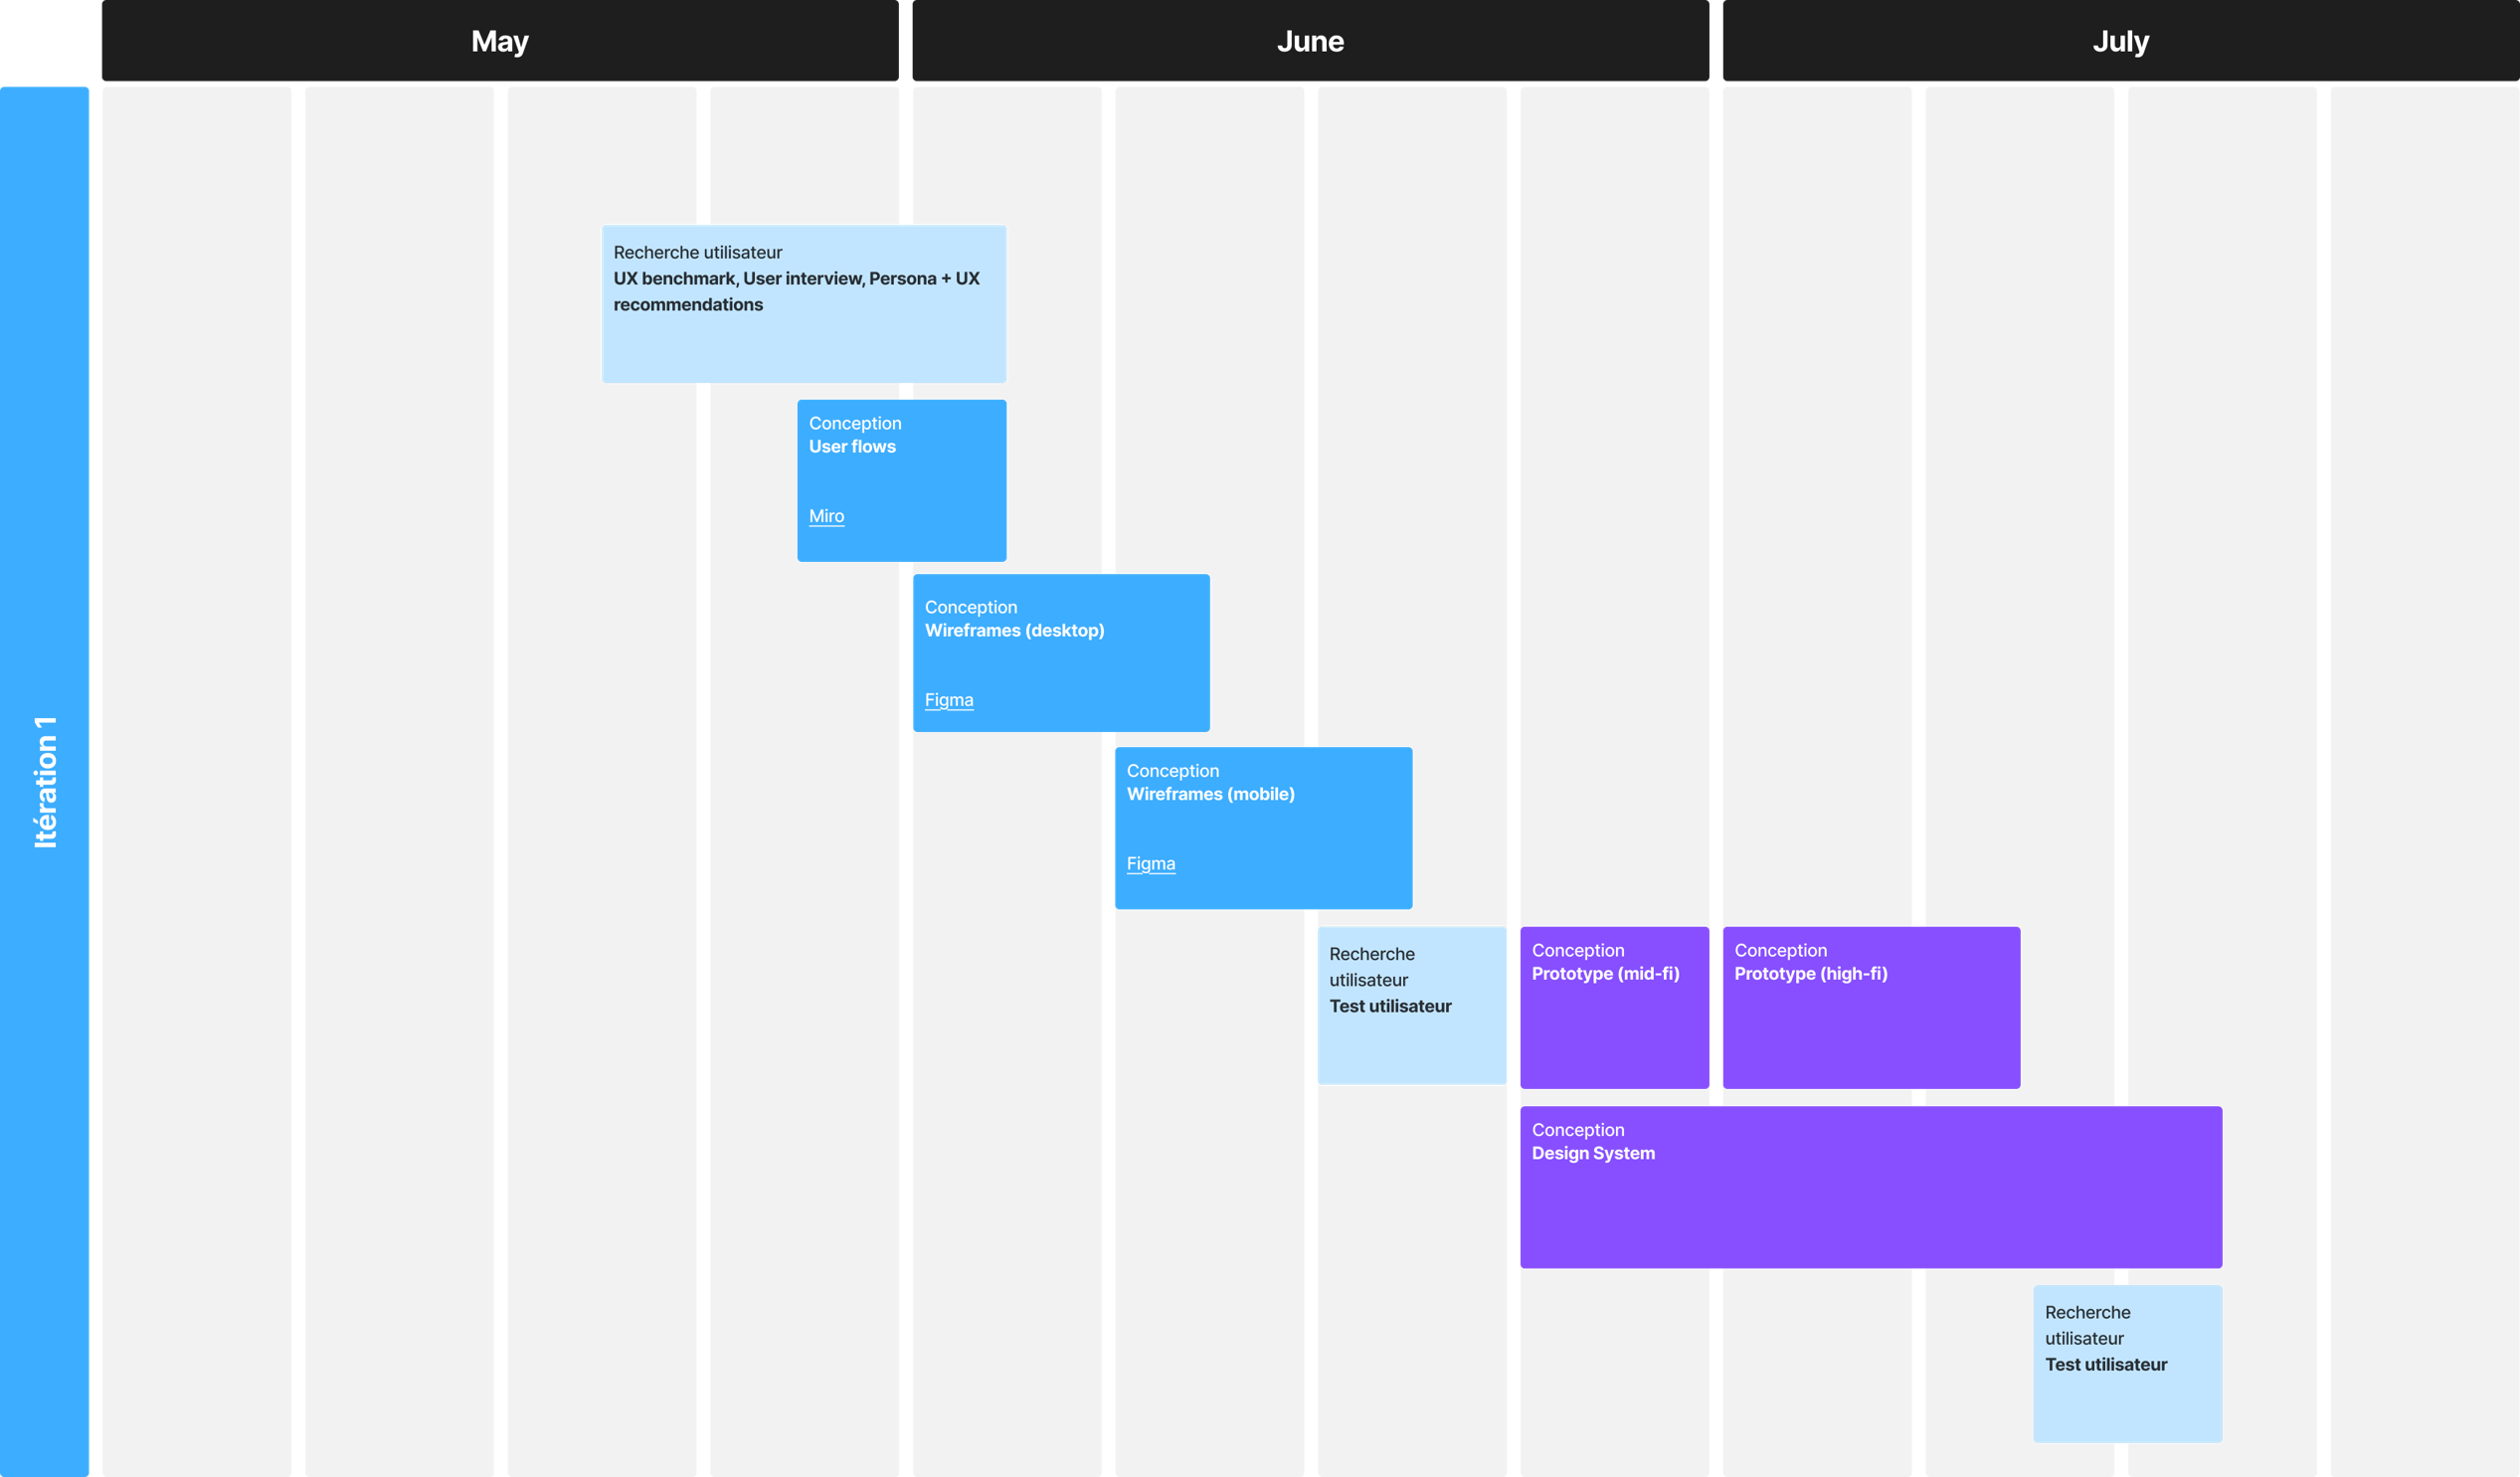 May
June
July
Itération 1
Recherche utilisateur
UX benchmark, User interview, Persona + UX
recommendations
Conception
User flows
Miro
Conception
Wireframes (desktop)
Figma
Conception
Wireframes (mobile)
Figma
Recherche
utilisateur
Test utilisateur
Conception
Prototype (mid-fi)
Conception
Prototype (high-fi)
Conception
Design System
Recherche
utilisateur
Test utilisateur